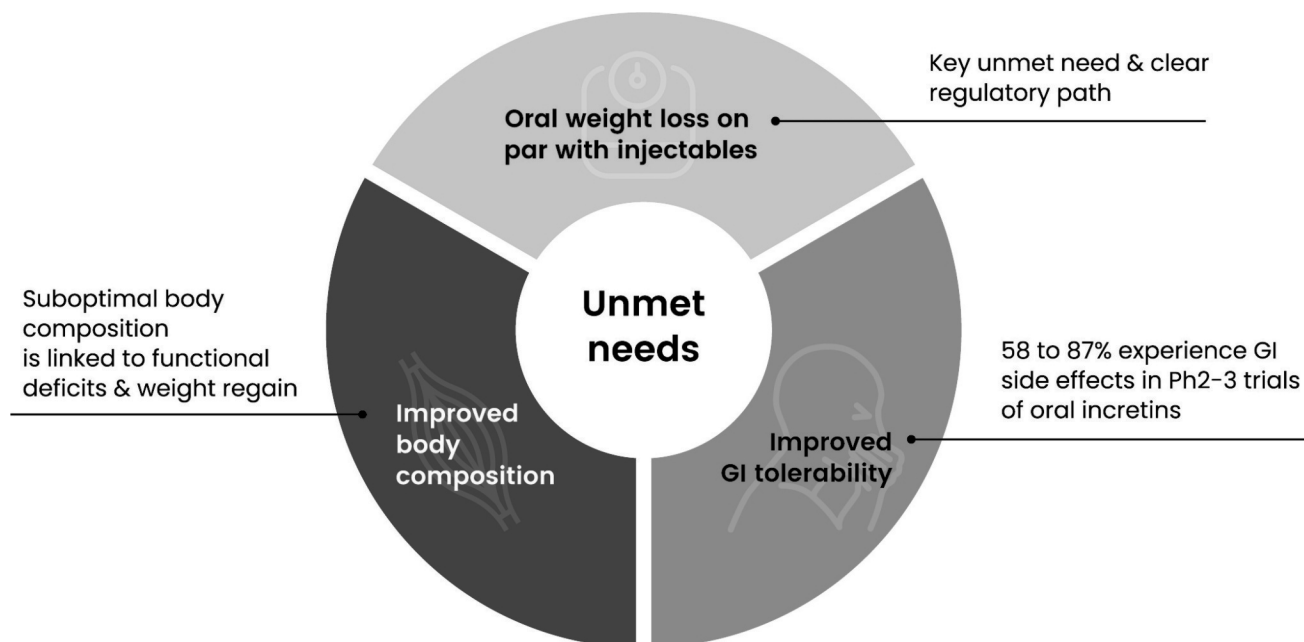 Key unmet need & clear
regulatory path
Oral weight loss on
par with injectables
Unmet
needs
Suboptimal body
composition
is linked to functional
deficits & weight regain
Improved
body
composition
58 to 87% experience GI
side effects in Ph2-3 trials
of oral incretins
Improved
GI tolerability